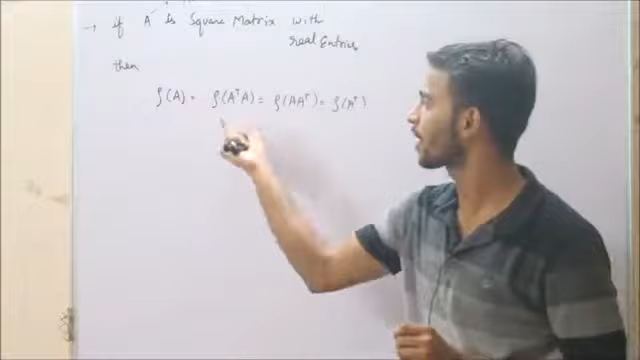 → if A is Square Matrix with
real Entries
then
ρ(A) = ρ(AᵀA) = ρ(AAᵀ) = ρ(Aᵀ)